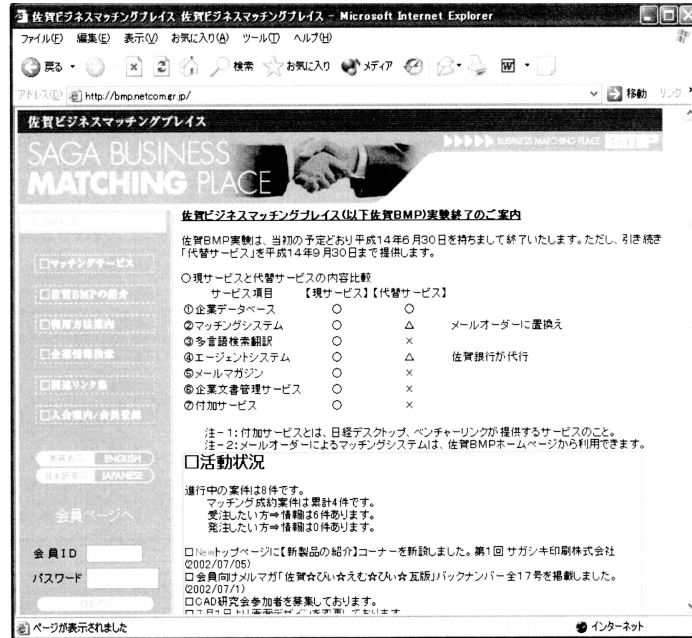 佐賀ビジネスマッチングプレイス 佐賀ビジネスマッチングプレイス - Microsoft Internet Explorer
ファイル(F) 編集(E) 表示(V) お気に入り(A) ツール(T) ヘルプ(H)
戻る 検索 お気に入り メディア
アドレス(D) http://bmp.netcom.gr.jp/ 移動 リンク
佐賀ビジネスマッチングプレイス
SAGA BUSINESS
MATCHING PLACE
BUSINESS MATCHING PLACE
佐賀ビジネスマッチングプレイス(以下佐賀BMP)実験終了のご案内
佐賀BMP実験は、当初の予定どおり平成14年6月30日を持ちまして終了いたします。ただし、引き続き
「代替サービス」を平成14年9月30日まで提供します。
○現サービスと代替サービスの内容比較
サービス項目 【現サービス】【代替サービス】
①企業データベース ○ ○
②マッチングシステム ○ △ メールオーダーに置換え
③多言語検索翻訳 ○ ×
④エージェントシステム ○ △ 佐賀銀行が代行
⑤メールマガジン ○ ×
⑥企業文書管理サービス ○ ×
⑦付加サービス ○ ×
注-1:付加サービスとは、日経デスクトップ、ベンチャーリンクが提供するサービスのこと。
注-2:メールオーダーによるマッチングシステムは、佐賀BMPホームページから利用できます。
□活動状況
進行中の案件は8件です。
マッチング成約案件は累計4件です。
受注したい方⇒情報は6件あります。
発注したい方⇒情報は0件あります。
□Newトップページに【新製品の紹介】コーナーを新設しました。第1回 サガシキ印刷株式会社
(2002/07/05)
□会員向けメルマガ「佐賀☆びぃ☆えむ☆ぴぃ☆瓦版」バックナンバー全17号を掲載しました。
(2002/07/1)
□CAD研究会参加者を募集しております。
□7月1日より画面デザインを変更しております
□マッチングサービス
□佐賀BMPの紹介
□利用方法案内
□企業情報検索
□関連リンク集
□入会案内/会員登録
ENGLISH
JAPANESE
会員ページへ
会員ID
パスワード
ログイン
ページが表示されました インターネット